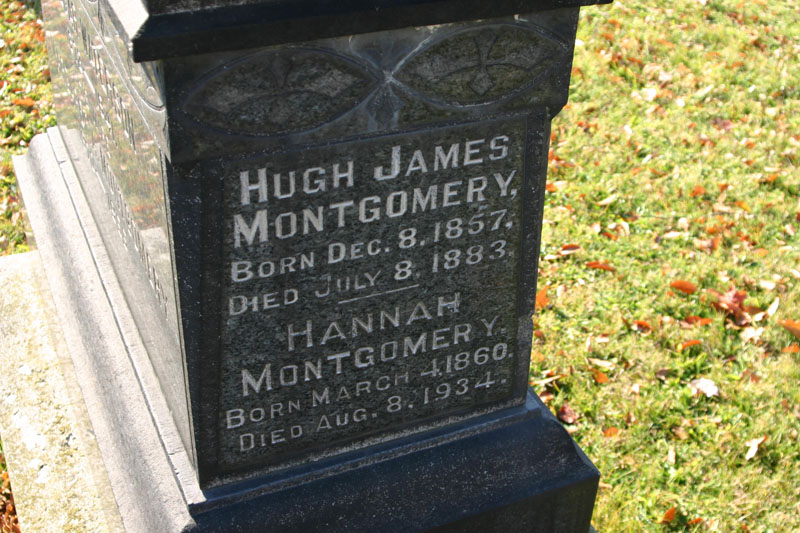 HUGH JAMES
MONTGOMERY,
BORN DEC. 8. 1857,
DIED JULY 8, 1883.
HANNAH
MONTGOMERY.
BORN MARCH 4, 1860.
DIED AUG. 8. 1934.